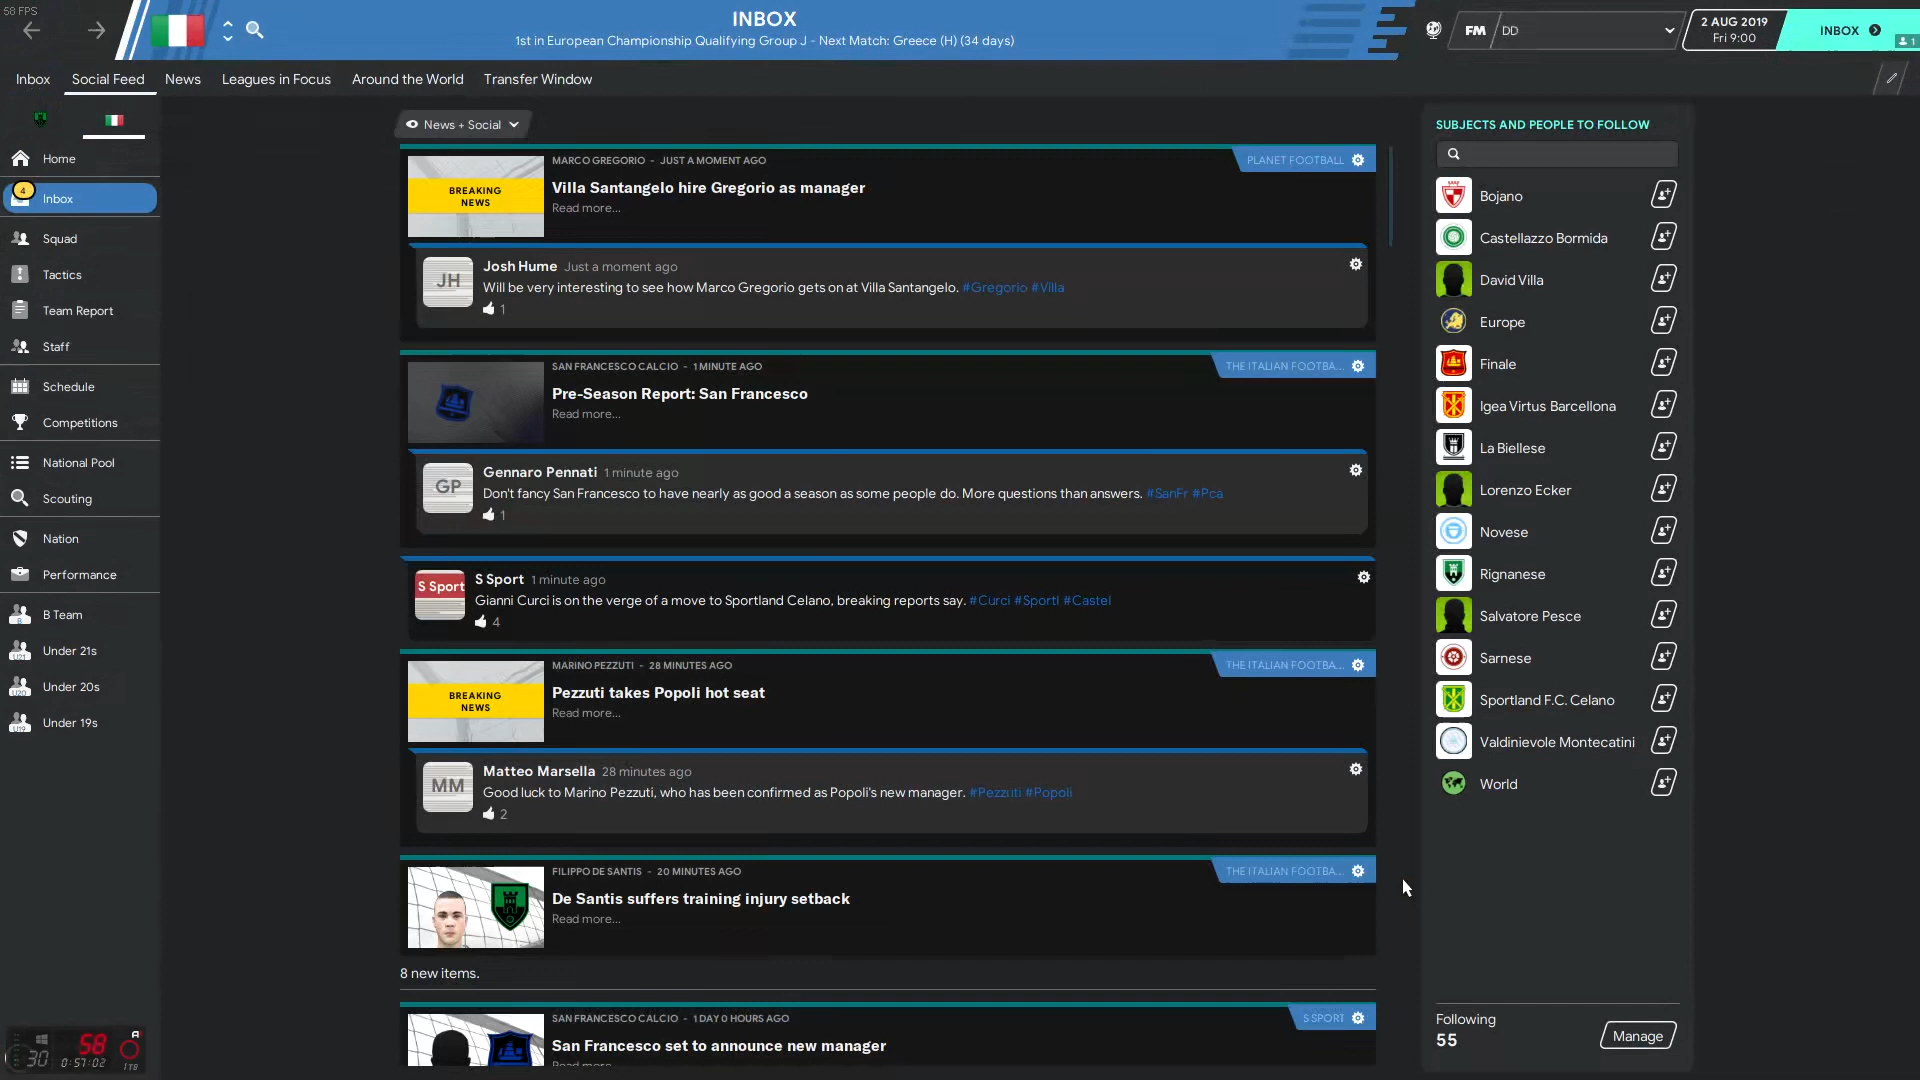 58 FPS
INBOX
1st in European Championship Qualifying Group J - Next Match: Greece (H) (34 days)
FM
DD
2 AUG 2019
Fri 9:00
INBOX
1
Inbox
Social Feed
News
Leagues in Focus
Around the World
Transfer Window
Home
4
Inbox
Squad
Tactics
Team Report
Staff
Schedule
Competitions
National Pool
Scouting
Nation
Performance
B Team
U21
Under 21s
U20
Under 20s
U19
Under 19s
News + Social
MARCO GREGORIO - JUST A MOMENT AGO
PLANET FOOTBALL
BREAKING
NEWS
Villa Santangelo hire Gregorio as manager
Read more...
JH
Josh Hume Just a moment ago
Will be very interesting to see how Marco Gregorio gets on at Villa Santangelo. #Gregorio #Villa
1
SAN FRANCESCO CALCIO - 1 MINUTE AGO
THE ITALIAN FOOTBA...
Pre-Season Report: San Francesco
Read more...
GP
Gennaro Pennati 1 minute ago
Don't fancy San Francesco to have nearly as good a season as some people do. More questions than answers. #SanFr #Pca
1
S Sport
S Sport 1 minute ago
Gianni Curci is on the verge of a move to Sportland Celano, breaking reports say. #Curci #Sportl #Castel
4
MARINO PEZZUTI - 28 MINUTES AGO
THE ITALIAN FOOTBA...
BREAKING
NEWS
Pezzuti takes Popoli hot seat
Read more...
MM
Matteo Marsella 28 minutes ago
Good luck to Marino Pezzuti, who has been confirmed as Popoli's new manager. #Pezzuti #Popoli
2
FILIPPO DE SANTIS - 20 MINUTES AGO
THE ITALIAN FOOTBA...
De Santis suffers training injury setback
Read more...
8 new items.
SAN FRANCESCO CALCIO - 1 DAY 0 HOURS AGO
S SPORT
San Francesco set to announce new manager
Read more...
SUBJECTS AND PEOPLE TO FOLLOW
Bojano
Castellazzo Bormida
David Villa
Europe
Finale
Igea Virtus Barcellona
La Biellese
Lorenzo Ecker
Novese
Rignanese
Salvatore Pesce
Sarnese
Sportland F.C. Celano
Valdinievole Montecatini
World
Following
55
Manage
58
30
0:57:02
A
1TB